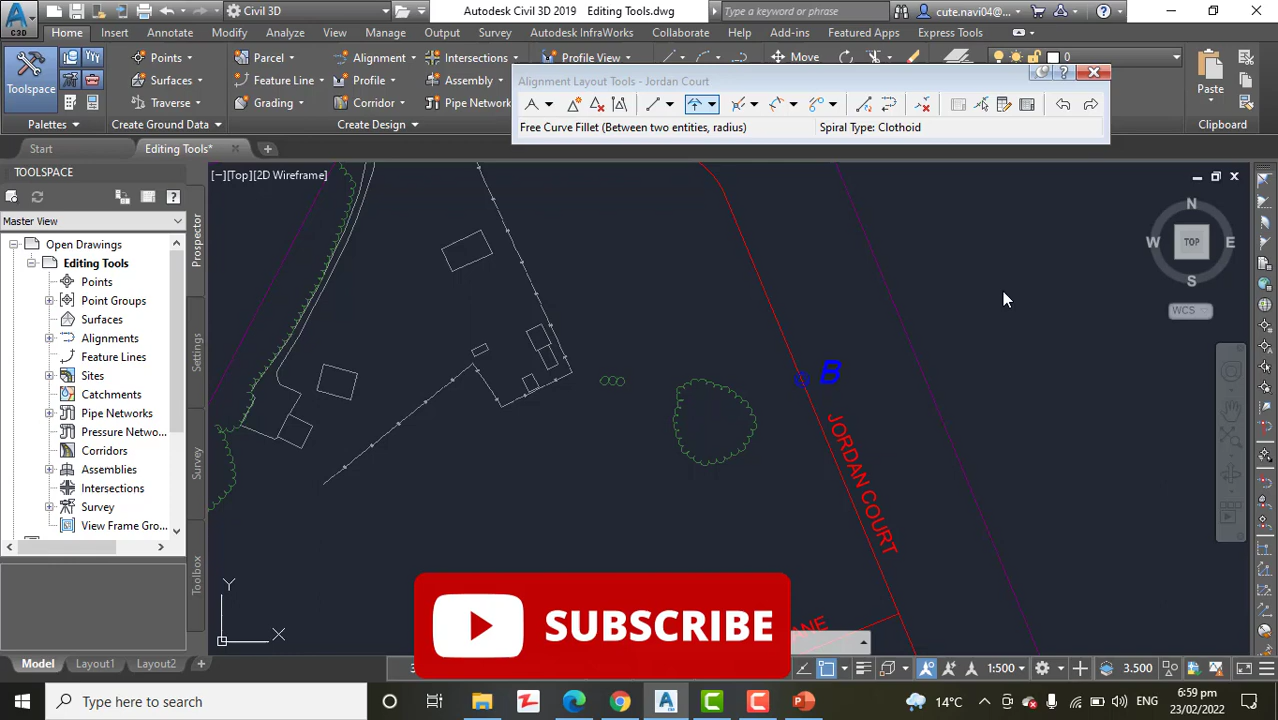 A
C3D
Civil 3D
Autodesk Civil 3D 2019 Editing Tools.dwg
Type a keyword or phrase
cute.navi04@...
Home Insert Annotate Modify Analyze View Manage Output Survey Autodesk InfraWorks Collaborate Help Add-ins Featured Apps Express Tools
Toolspace
Palettes
Points
Surfaces
Traverse
Create Ground Data
Parcel
Feature Line
Grading
Alignment
Profile
Corridor
Intersections
Assembly
Pipe Network
Create Design
Profile View
Move
0
Paste
Clipboard
Alignment Layout Tools - Jordan Court
Free Curve Fillet (Between two entities, radius)
Spiral Type: Clothoid
Start
Editing Tools*
TOOLSPACE
Master View
Open Drawings
Editing Tools
Points
Point Groups
Surfaces
Alignments
Feature Lines
Sites
Catchments
Pipe Networks
Pressure Netwo...
Corridors
Assemblies
Intersections
Survey
View Frame Gro...
Prospector
Settings
Survey
Toolbox
[−][Top][2D Wireframe]
N
W TOP E
S
WCS
B
JORDAN COURT
ANE
Y
X
SUBSCRIBE
Model Layout1 Layout2
1:500
3.500
Type here to search
14°C
ENG
6:59 pm
23/02/2022